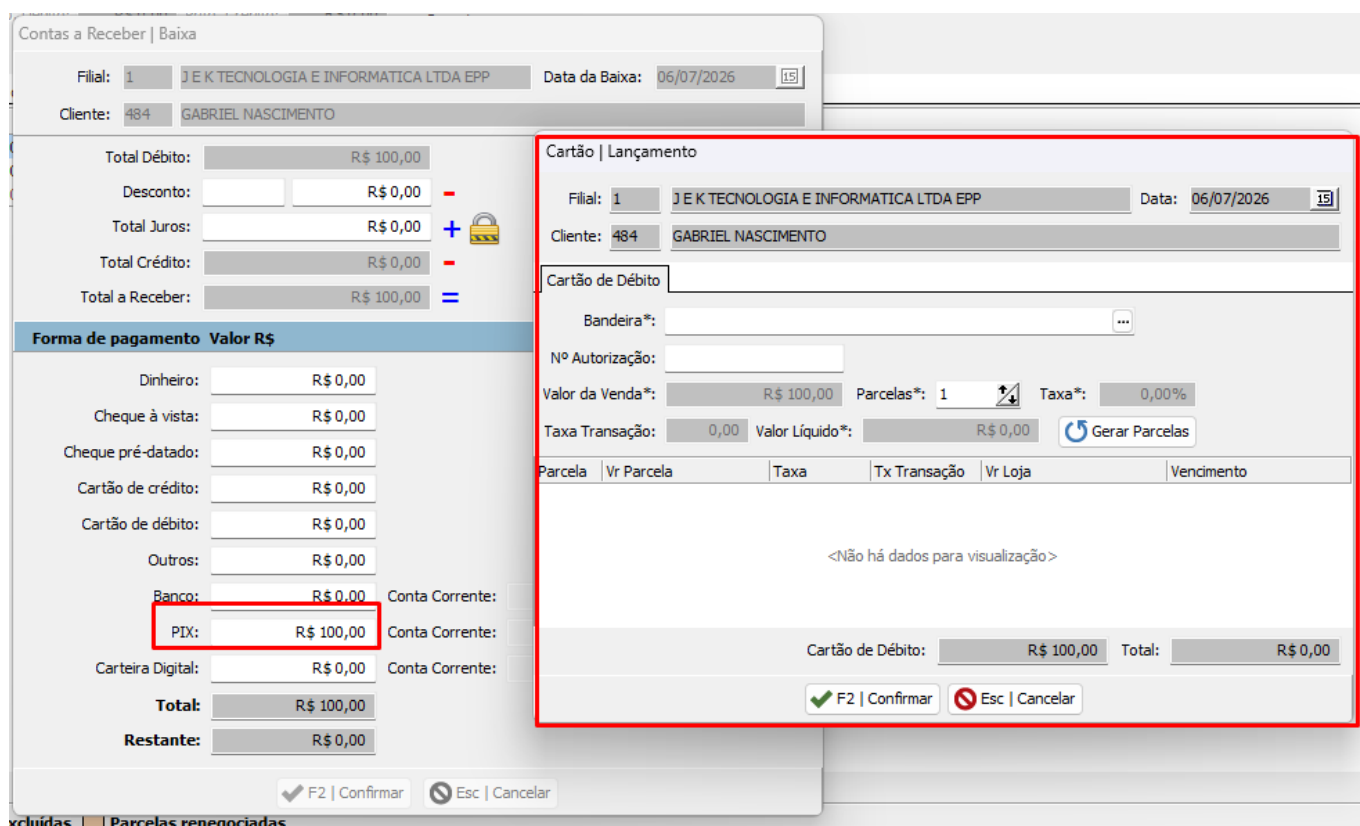 Contas a Receber | Baixa
Filial: 1 J E K TECNOLOGIA E INFORMATICA LTDA EPP Data da Baixa: 06/07/2026 15
Cliente: 484 GABRIEL NASCIMENTO
Total Débito: R$ 100,00
Desconto: R$ 0,00 -
Total Juros: R$ 0,00 +
Total Crédito: R$ 0,00 -
Total a Receber: R$ 100,00 =
Forma de pagamento Valor R$
Dinheiro: R$ 0,00
Cheque à vista: R$ 0,00
Cheque pré-datado: R$ 0,00
Cartão de crédito: R$ 0,00
Cartão de débito: R$ 0,00
Outros: R$ 0,00
Banco: R$ 0,00 Conta Corrente:
PIX: R$ 100,00 Conta Corrente:
Carteira Digital: R$ 0,00 Conta Corrente:
Total: R$ 100,00
Restante: R$ 0,00
F2 | Confirmar Esc | Cancelar
Cartão | Lançamento
Filial: 1 J E K TECNOLOGIA E INFORMATICA LTDA EPP Data: 06/07/2026 15
Cliente: 484 GABRIEL NASCIMENTO
Cartão de Débito
Bandeira*: ...
Nº Autorização:
Valor da Venda*: R$ 100,00 Parcelas*: 1 Taxa*: 0,00%
Taxa Transação: 0,00 Valor Líquido*: R$ 0,00 Gerar Parcelas
Parcela Vr Parcela Taxa Tx Transação Vr Loja Vencimento
<Não há dados para visualização>
Cartão de Débito: R$ 100,00 Total: R$ 0,00
F2 | Confirmar Esc | Cancelar
xcluídas Parcelas renegociadas